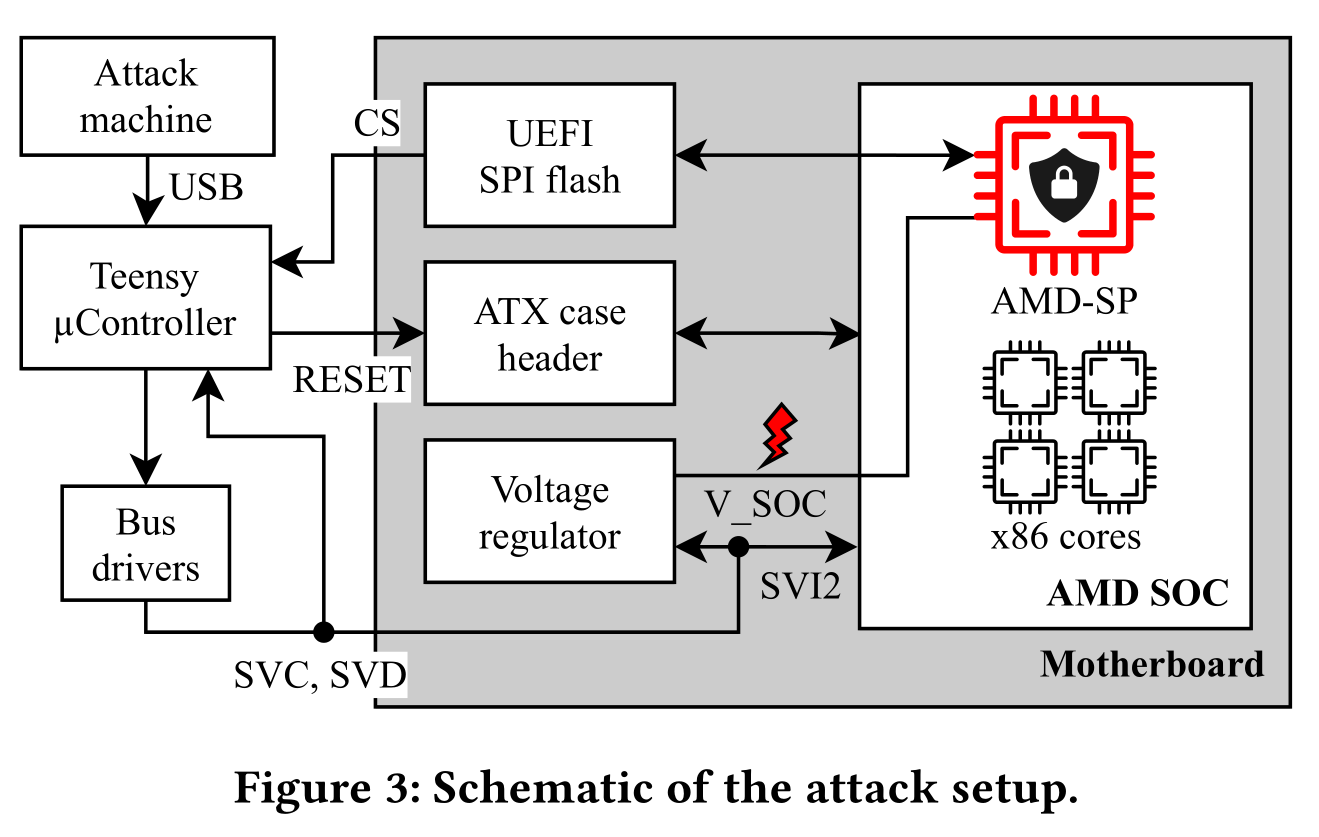 Attack
machine
USB
CS
UEFI
SPI flash
Teensy
µController
RESET
ATX case
header
AMD-SP
Voltage
regulator
V_SOC
SVI2
x86 cores
AMD SOC
Bus
drivers
SVC, SVD
Motherboard
Figure 3: Schematic of the attack setup.